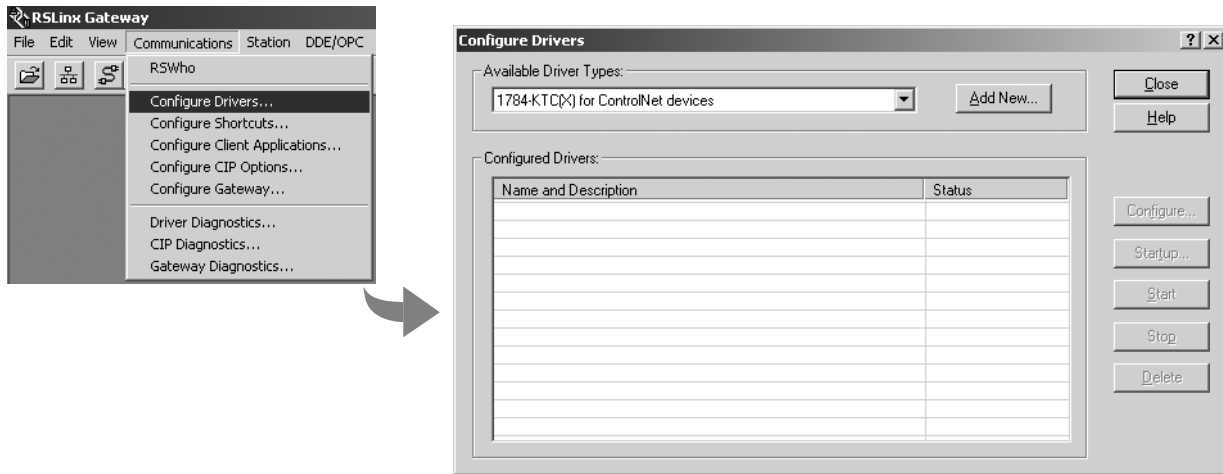 RSLinx Gateway
File Edit View Communications Station DDE/OPC
RSWho
Configure Drivers...
Configure Shortcuts...
Configure Client Applications...
Configure CIP Options...
Configure Gateway...
Driver Diagnostics...
CIP Diagnostics...
Gateway Diagnostics...
Configure Drivers
? X
Available Driver Types:
1784-KTC(X) for ControlNet devices
Add New...
Close
Help
Configured Drivers:
Name and Description Status
Configure...
Startup...
Start
Stop
Delete